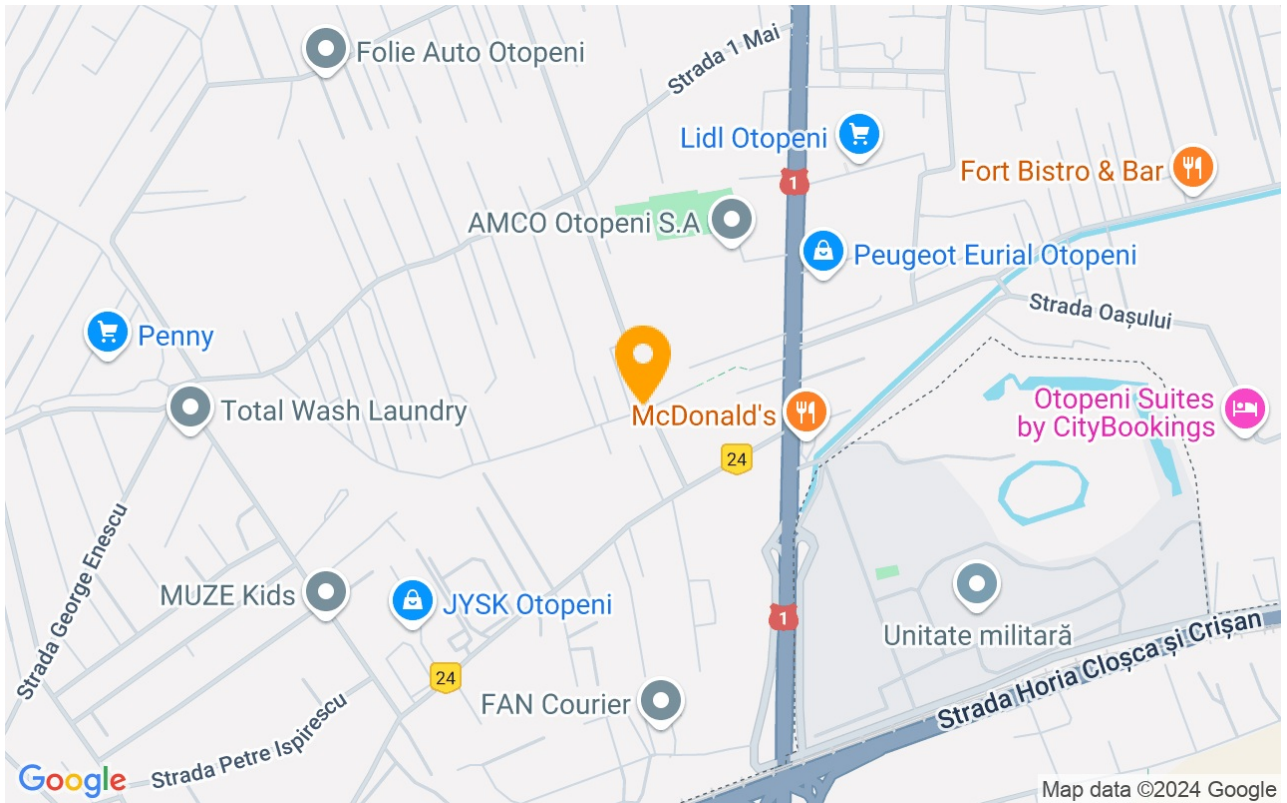 Folie Auto Otopeni
Strada 1 Mai
Lidl Otopeni
1
Fort Bistro & Bar
AMCO Otopeni S.A
Peugeot Eurial Otopeni
Strada Oașului
Penny
Total Wash Laundry
McDonald's
Otopeni Suites
by CityBookings
24
Strada George Enescu
MUZE Kids
JYSK Otopeni
1
Unitate militară
24
FAN Courier
Strada Horia Cloșca și Crișan
Strada Petre Ispirescu
Google
Map data ©2024 Google